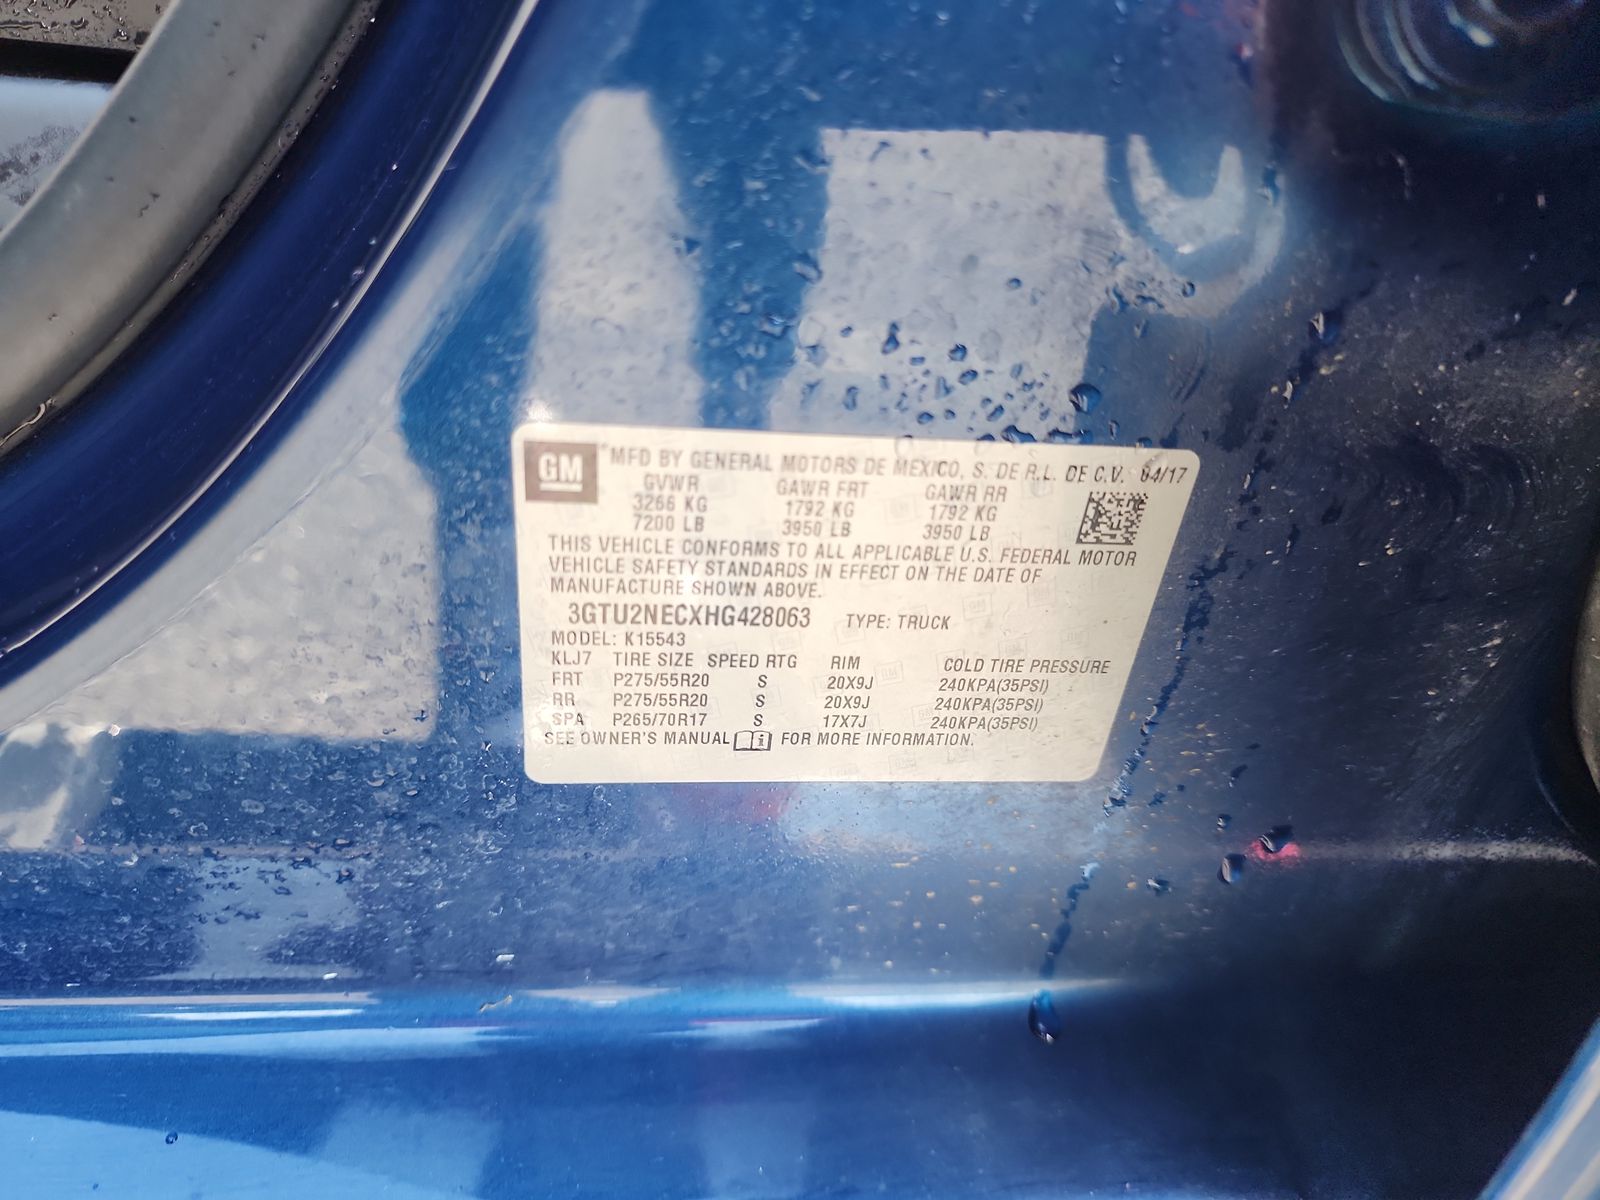 GM MFD BY GENERAL MOTORS DE MEXICO, S. DE R.L. DE C.V. 04/17
GVWR GAWR FRT GAWR RR
3266 KG 1792 KG 1792 KG
7200 LB 3950 LB 3950 LB
THIS VEHICLE CONFORMS TO ALL APPLICABLE U.S. FEDERAL MOTOR
VEHICLE SAFETY STANDARDS IN EFFECT ON THE DATE OF
MANUFACTURE SHOWN ABOVE.
3GTU2NECXHG428063 TYPE: TRUCK
MODEL: K15543
KLJ7 TIRE SIZE SPEED RTG RIM COLD TIRE PRESSURE
FRT P275/55R20 S 20X9J 240KPA(35PSI)
RR P275/55R20 S 20X9J 240KPA(35PSI)
SPA P265/70R17 S 17X7J 240KPA(35PSI)
SEE OWNER'S MANUAL FOR MORE INFORMATION.